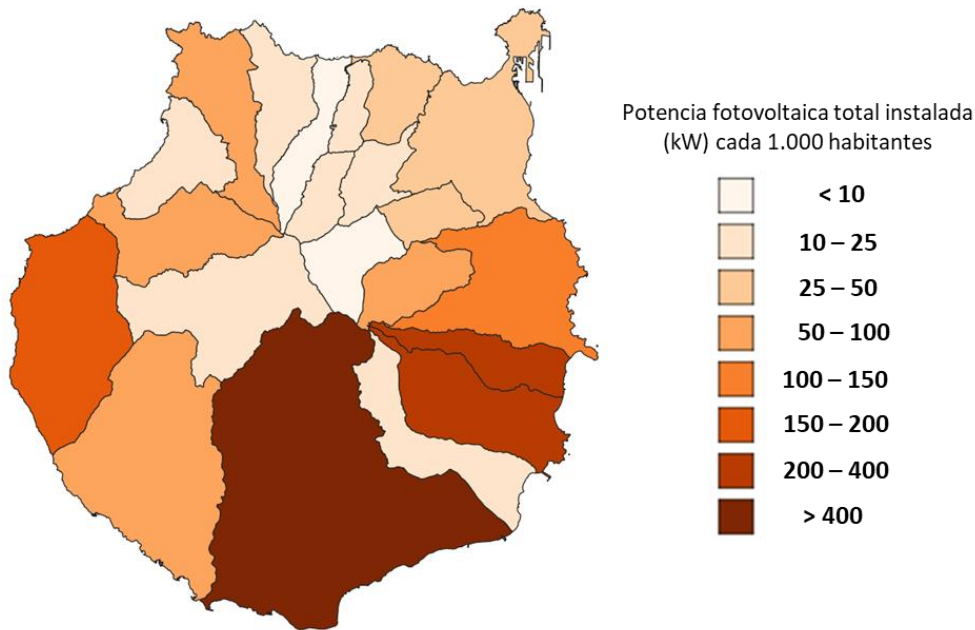 Potencia fotovoltaica total instalada
(kW) cada 1.000 habitantes
< 10
10 – 25
25 – 50
50 – 100
100 – 150
150 – 200
200 – 400
> 400